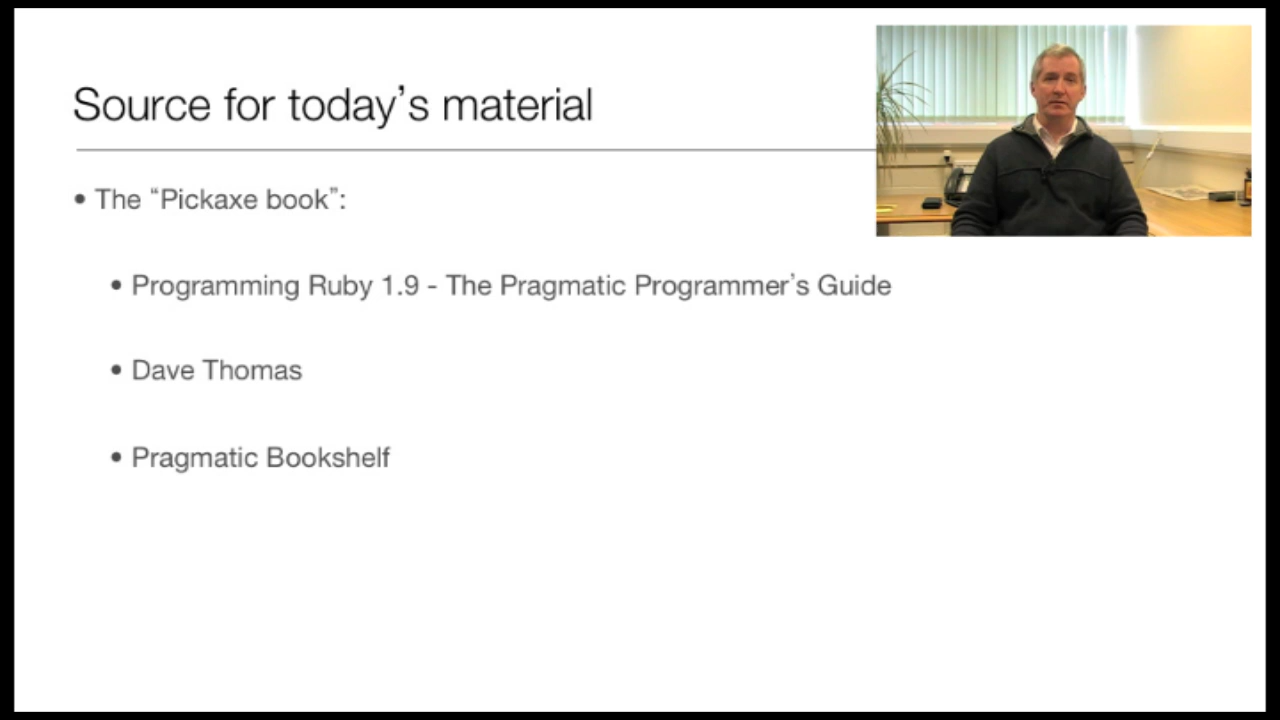 Source for today’s material
• The “Pickaxe book”:
• Programming Ruby 1.9 - The Pragmatic Programmer’s Guide
• Dave Thomas
• Pragmatic Bookshelf